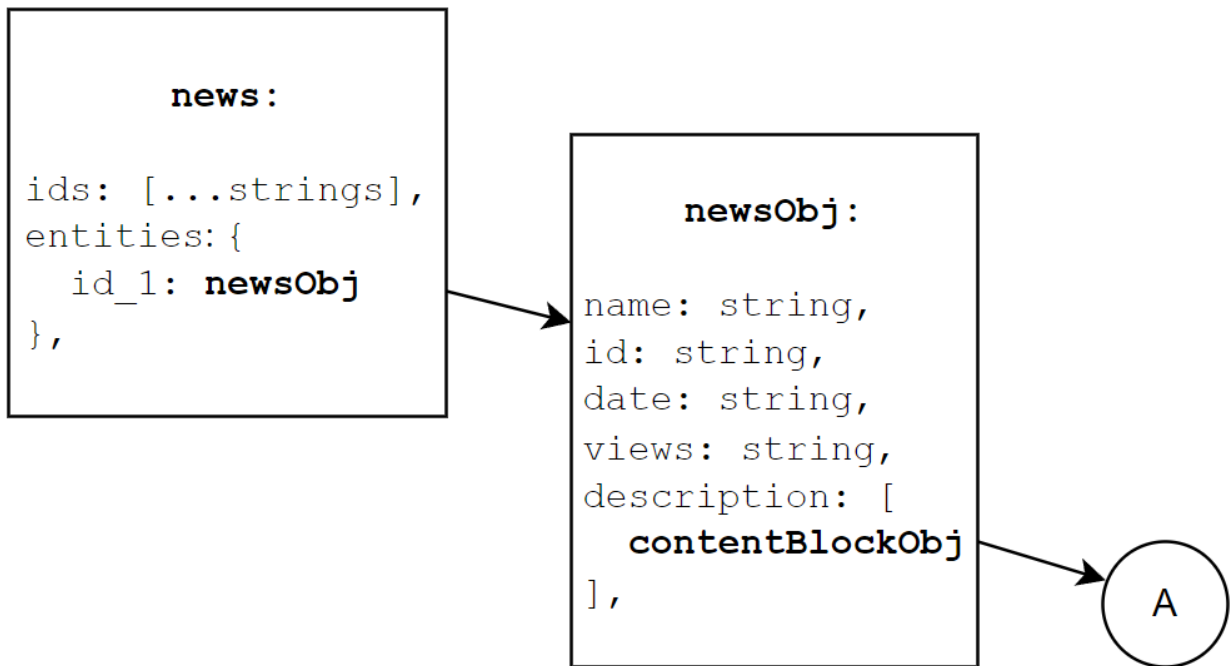 news:
ids: [...strings],
entities:{
id_1: newsObj
},
newsObj:
name: string,
id: string,
date: string,
views: string,
description: [
contentBlockObj
],
A